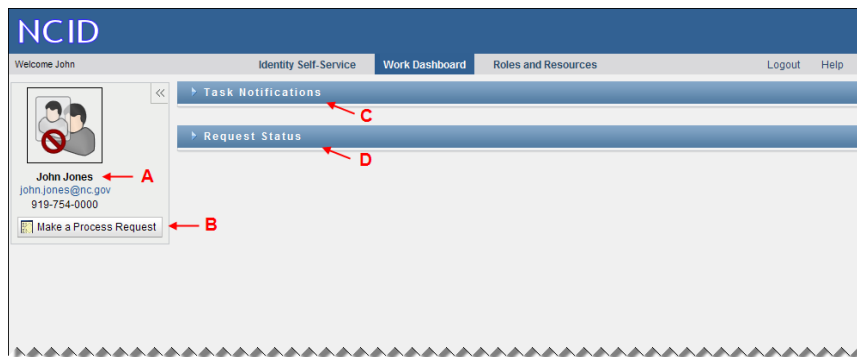 NCID
Welcome John
Identity Self-Service
Work Dashboard
Roles and Resources
Logout
Help
Task Notifications
C
Request Status
D
John Jones
A
john.jones@nc.gov
919-754-0000
Make a Process Request
B